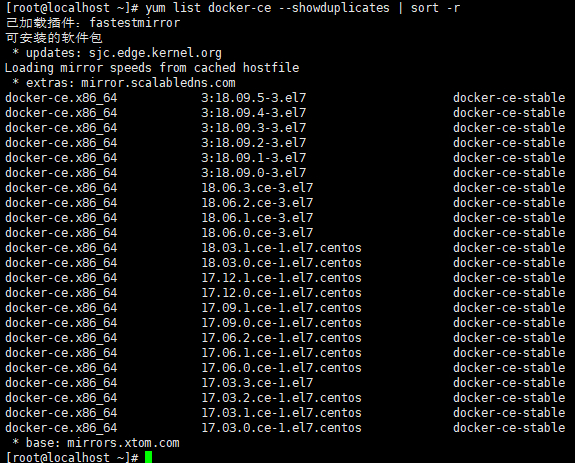 [root@localhost ~]# yum list docker-ce --showduplicates | sort -r
已加载插件：fastestmirror
可安装的软件包
 * updates: sjc.edge.kernel.org
Loading mirror speeds from cached hostfile
 * extras: mirror.scalabledns.com
docker-ce.x86_64 3:18.09.5-3.el7 docker-ce-stable
docker-ce.x86_64 3:18.09.4-3.el7 docker-ce-stable
docker-ce.x86_64 3:18.09.3-3.el7 docker-ce-stable
docker-ce.x86_64 3:18.09.2-3.el7 docker-ce-stable
docker-ce.x86_64 3:18.09.1-3.el7 docker-ce-stable
docker-ce.x86_64 3:18.09.0-3.el7 docker-ce-stable
docker-ce.x86_64 18.06.3.ce-3.el7 docker-ce-stable
docker-ce.x86_64 18.06.2.ce-3.el7 docker-ce-stable
docker-ce.x86_64 18.06.1.ce-3.el7 docker-ce-stable
docker-ce.x86_64 18.06.0.ce-3.el7 docker-ce-stable
docker-ce.x86_64 18.03.1.ce-1.el7.centos docker-ce-stable
docker-ce.x86_64 18.03.0.ce-1.el7.centos docker-ce-stable
docker-ce.x86_64 17.12.1.ce-1.el7.centos docker-ce-stable
docker-ce.x86_64 17.12.0.ce-1.el7.centos docker-ce-stable
docker-ce.x86_64 17.09.1.ce-1.el7.centos docker-ce-stable
docker-ce.x86_64 17.09.0.ce-1.el7.centos docker-ce-stable
docker-ce.x86_64 17.06.2.ce-1.el7.centos docker-ce-stable
docker-ce.x86_64 17.06.1.ce-1.el7.centos docker-ce-stable
docker-ce.x86_64 17.06.0.ce-1.el7.centos docker-ce-stable
docker-ce.x86_64 17.03.3.ce-1.el7 docker-ce-stable
docker-ce.x86_64 17.03.2.ce-1.el7.centos docker-ce-stable
docker-ce.x86_64 17.03.1.ce-1.el7.centos docker-ce-stable
docker-ce.x86_64 17.03.0.ce-1.el7.centos docker-ce-stable
 * base: mirrors.xtom.com
[root@localhost ~]#